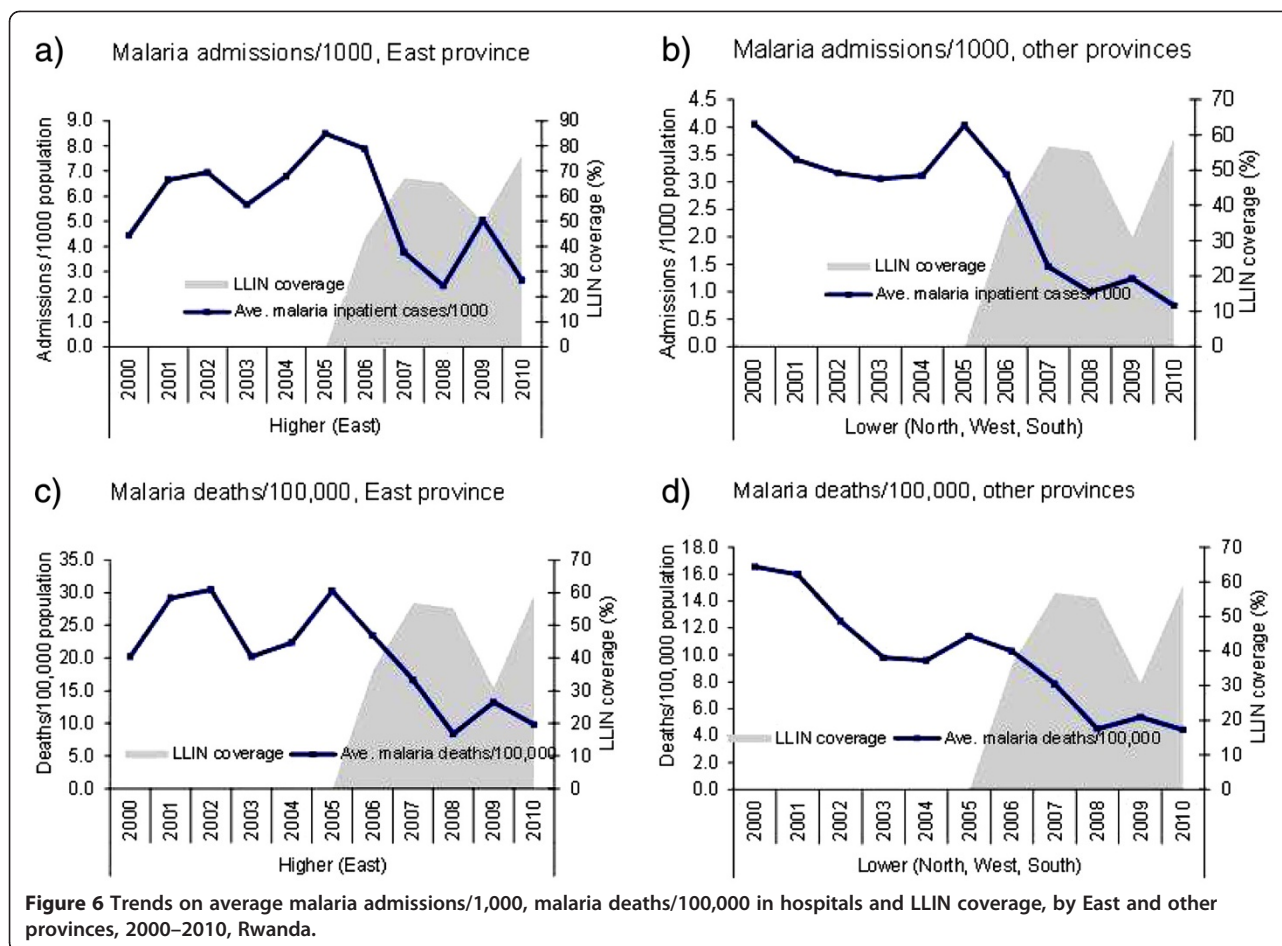 a) Malaria admissions/1000, East province
Admissions/1000 population
9.0
8.0
7.0
6.0
5.0
4.0
3.0
2.0
1.0
0.0
LLIN coverage
Ave. malaria inpatient cases/1000
90
80
70
60
50
40
30
20
10
0
LLIN coverage (%)
2000 2001 2002 2003 2004 2005 2006 2007 2008 2009 2010
Higher (East)
b) Malaria admissions/1000, other provinces
Admissions /1000 population
4.5
4.0
3.5
3.0
2.5
2.0
1.5
1.0
0.5
0.0
LLIN coverage
Ave. malaria inpatient cases/1000
70
60
50
40
30
20
10
0
LLIN coverage (%)
2000 2001 2002 2003 2004 2005 2006 2007 2008 2009 2010
Lower (North, West, South)
c) Malaria deaths/100,000, East province
Deaths/100,000 population
35.0
30.0
25.0
20.0
15.0
10.0
5.0
0.0
LLIN coverage Ave. malaria deaths/100,000
70
60
50
40
30
20
10
0
LLIN coverage (%)
2000 2001 2002 2003 2004 2005 2006 2007 2008 2009 2010
Higher (East)
d) Malaria deaths/100,000, other provinces
Deaths/100,000 population
18.0
16.0
14.0
12.0
10.0
8.0
6.0
4.0
2.0
0.0
LLIN coverage Ave. malaria deaths/100,000
70
60
50
40
30
20
10
0
LLIN coverage (%)
2000 2001 2002 2003 2004 2005 2006 2007 2008 2009 2010
Lower (North, West, South)
Figure 6 Trends on average malaria admissions/1,000, malaria deaths/100,000 in hospitals and LLIN coverage, by East and other
provinces, 2000–2010, Rwanda.